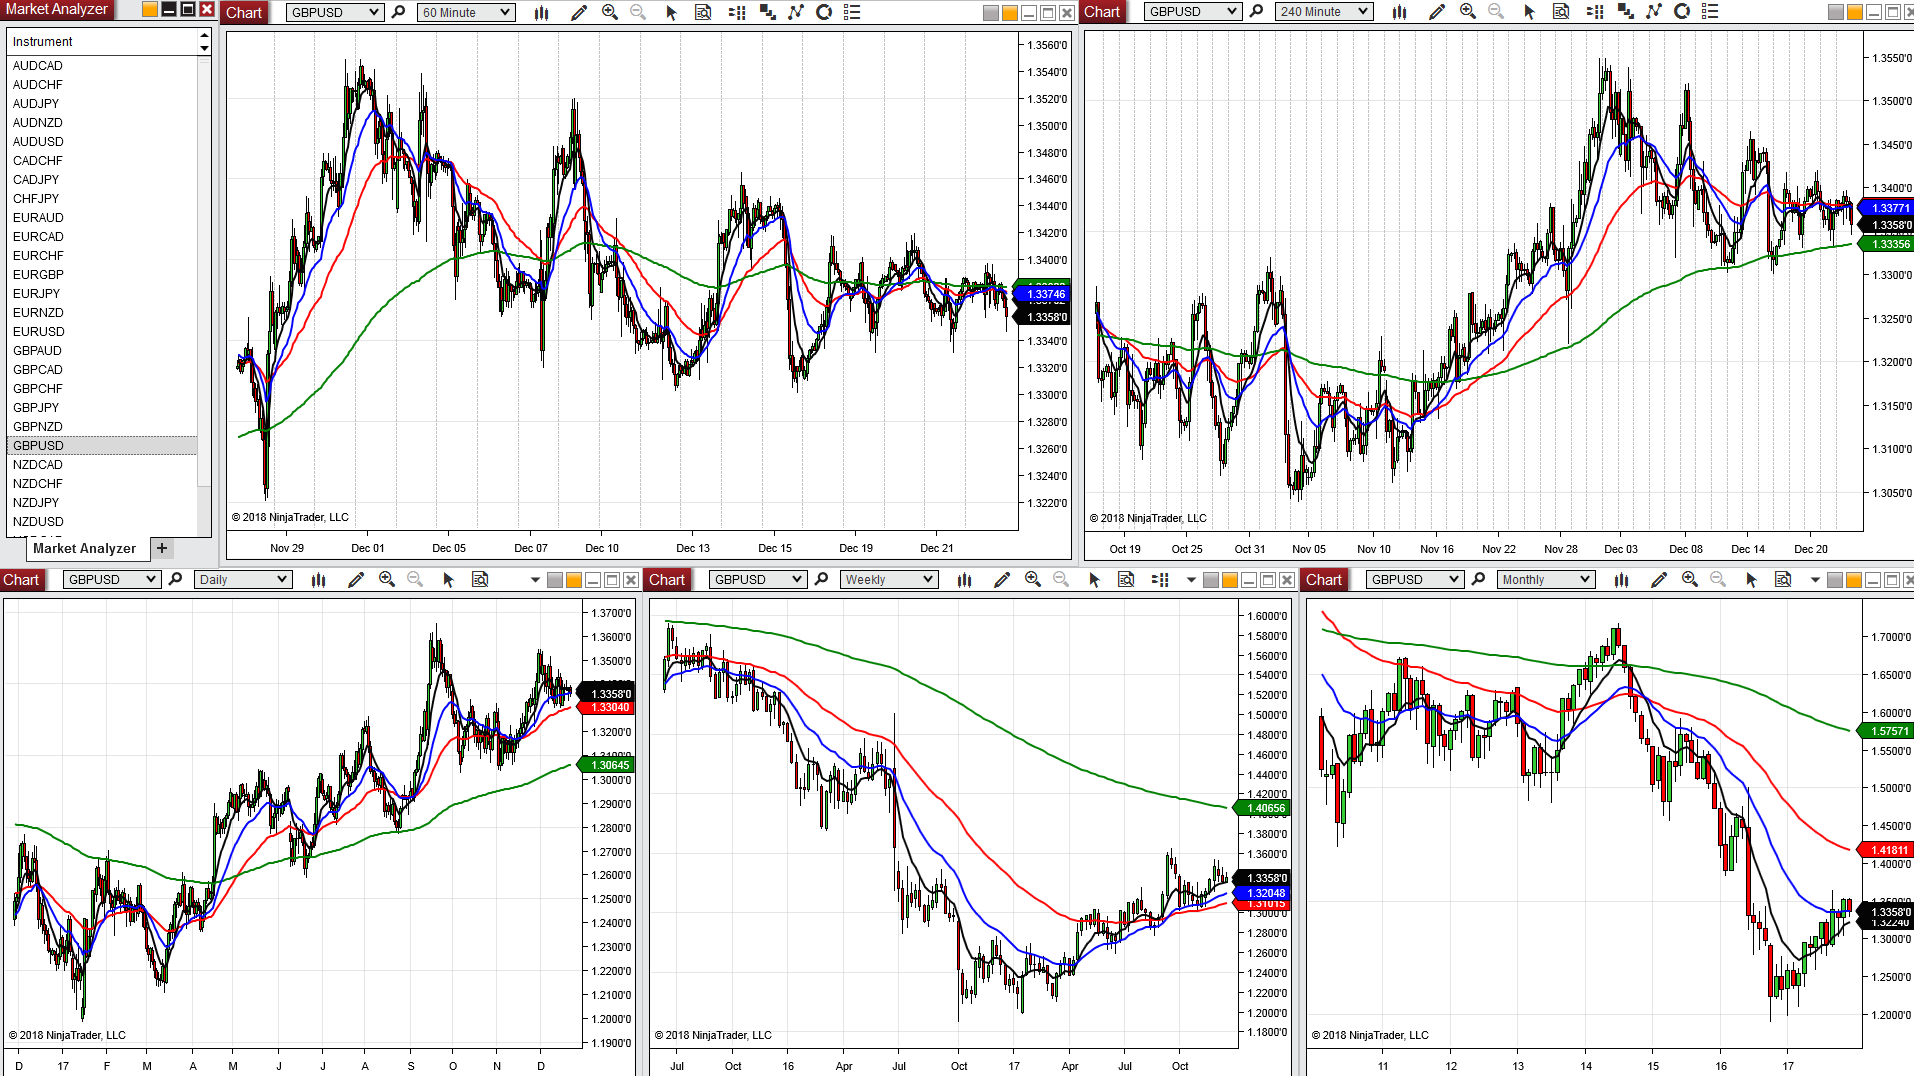 Market Analyzer
Instrument
AUDCAD
AUDCHF
AUDJPY
AUDNZD
AUDUSD
CADCHF
CADJPY
CHFJPY
EURAUD
EURCAD
EURCHF
EURGBP
EURJPY
EURNZD
EURUSD
GBPAUD
GBPCAD
GBPCHF
GBPJPY
GBPNZD
GBPUSD
NZDCAD
NZDCHF
NZDJPY
NZDUSD
Market Analyzer +
Chart GBPUSD 60 Minute
1.3560'0
1.3540'0
1.3520'0
1.3500'0
1.3480'0
1.3460'0
1.3440'0
1.3420'0
1.3400'0
1.33746
1.3358'0
1.3340'0
1.3320'0
1.3300'0
1.3280'0
1.3260'0
1.3240'0
1.3220'0
© 2018 NinjaTrader, LLC
Nov 29 Dec 01 Dec 05 Dec 07 Dec 10 Dec 13 Dec 15 Dec 19 Dec 21
Chart GBPUSD 240 Minute
1.3550'0
1.3500'0
1.3450'0
1.3400'0
1.33771
1.3358'0
1.33356
1.3300'0
1.3250'0
1.3200'0
1.3150'0
1.3100'0
1.3050'0
© 2018 NinjaTrader, LLC
Oct 19 Oct 25 Oct 31 Nov 05 Nov 10 Nov 16 Nov 22 Nov 28 Dec 03 Dec 08 Dec 14 Dec 20
Chart GBPUSD Daily
1.3700'0
1.3600'0
1.3500'0
1.3358'0
1.33040
1.3200'0
1.3100'0
1.30645
1.3000'0
1.2900'0
1.2800'0
1.2700'0
1.2600'0
1.2500'0
1.2400'0
1.2300'0
1.2200'0
1.2100'0
1.2000'0
1.1900'0
© 2018 NinjaTrader, LLC
D 17 F M A M J J A S O N D
Chart GBPUSD Weekly
1.6000'0
1.5800'0
1.5600'0
1.5400'0
1.5200'0
1.5000'0
1.4800'0
1.4600'0
1.4400'0
1.4200'0
1.40656
1.3800'0
1.3600'0
1.3358'0
1.32048
1.31015
1.3000'0
1.2800'0
1.2600'0
1.2400'0
1.2200'0
1.2000'0
1.1800'0
© 2018 NinjaTrader, LLC
Jul Oct 16 Apr Jul Oct 17 Apr Jul Oct
Chart GBPUSD Monthly
1.7000'0
1.6500'0
1.6000'0
1.57571
1.5500'0
1.5000'0
1.4500'0
1.41811
1.4000'0
1.3358'0
1.32240
1.3000'0
1.2500'0
1.2000'0
© 2018 NinjaTrader, LLC
11 12 13 14 15 16 17